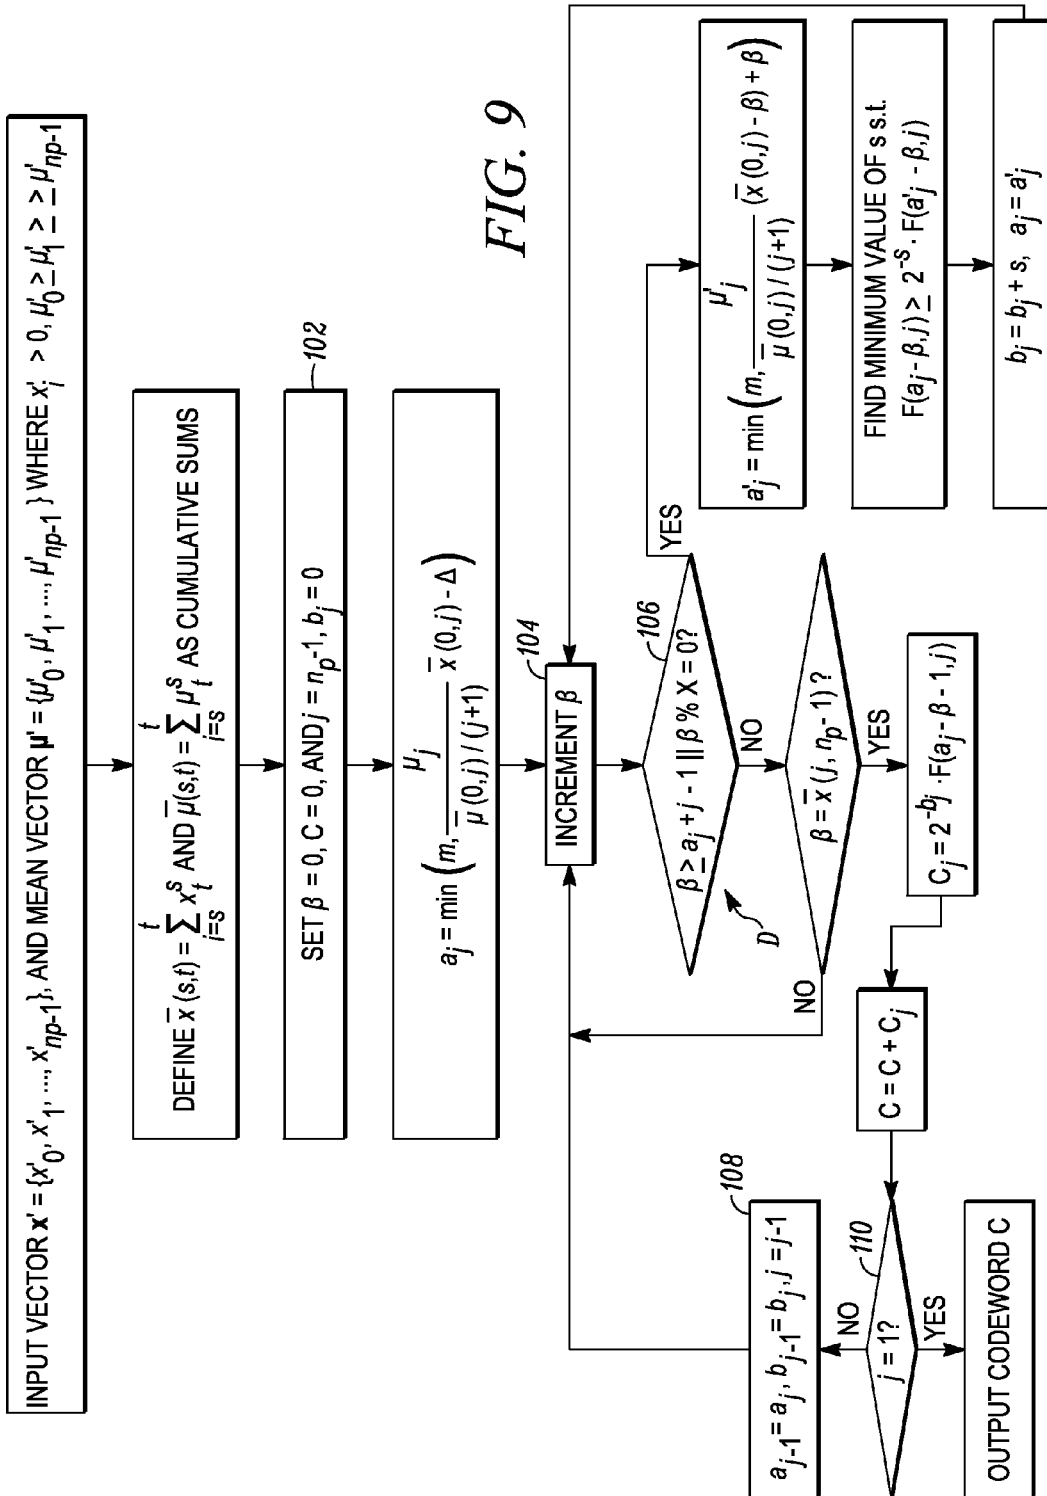 INPUT VECTOR x' = {x'0, x'1, ..., x'np-1}, AND MEAN VECTOR μ' = {μ'0, μ'1, ..., μ'np-1 } WHERE x'i > 0, μ'0 ≥ μ'1 ≥ ≥ μ'np-1
DEFINE x̄ (s,t) = ∑ti=s xst AND μ̄(s,t) = ∑ti=s μst AS CUMULATIVE SUMS
102
SET β = 0, C = 0, AND j = np-1, bj = 0
aj = min ( m, μj / μ̄ (0,j) / (j+1) x̄ (0,j) - Δ )
104
INCREMENT β
FIG. 9
106
β ≥ aj + j - 1 || β % X = 0?
D
YES
NO
a'j = min ( m, μ'j / μ̄ (0,j) / (j+1) (x̄ (0,j) - β) + β )
FIND MINIMUM VALUE OF s s.t.
F(aj - β, j) ≥ 2-s · F(a'j - β, j)
bj = bj + s, aj = a'j
β = x̄ (j, np - 1) ?
NO
YES
Cj = 2-bj · F(aj - β - 1, j)
C = C + Cj
110
j = 1?
NO
YES
108
aj-1 = aj, bj-1 = bj, j = j-1
OUTPUT CODEWORD C